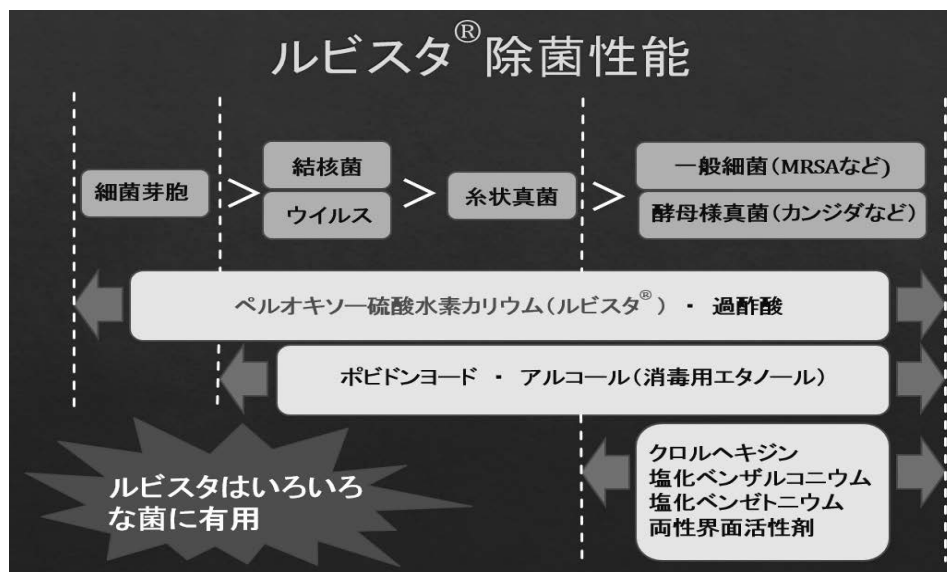 ルビスタ®除菌性能
細菌芽胞
>
結核菌
ウイルス
>
糸状真菌
>
一般細菌(MRSAなど)
酵母様真菌(カンジダなど)
ペルオキソ一硫酸水素カリウム(ルビスタ®) ・ 過酢酸
ポビドンヨード ・ アルコール(消毒用エタノール)
クロルヘキジン
塩化ベンザルコニウム
塩化ベンゼトニウム
両性界面活性剤
ルビスタはいろいろ
な菌に有用